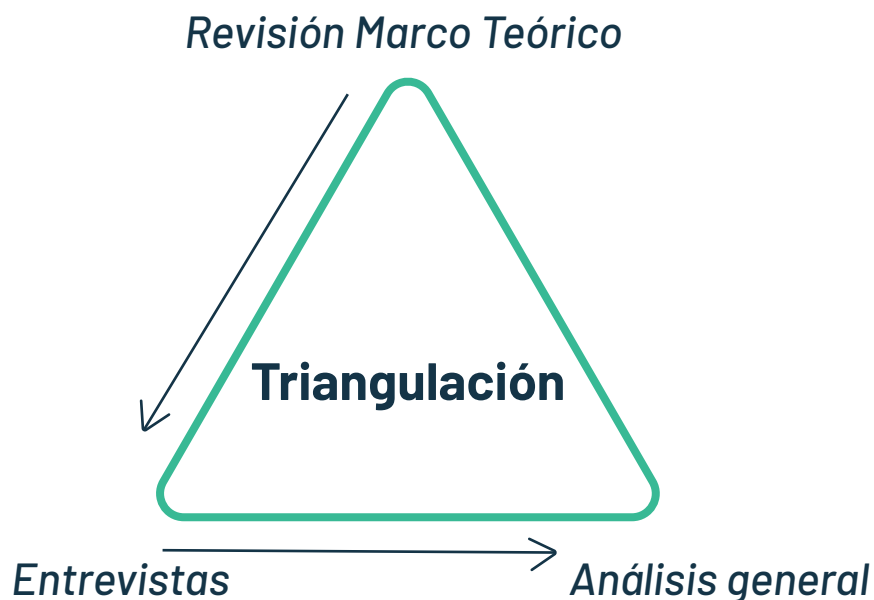 Revisión Marco Teórico
Triangulación
Entrevistas
Análisis general